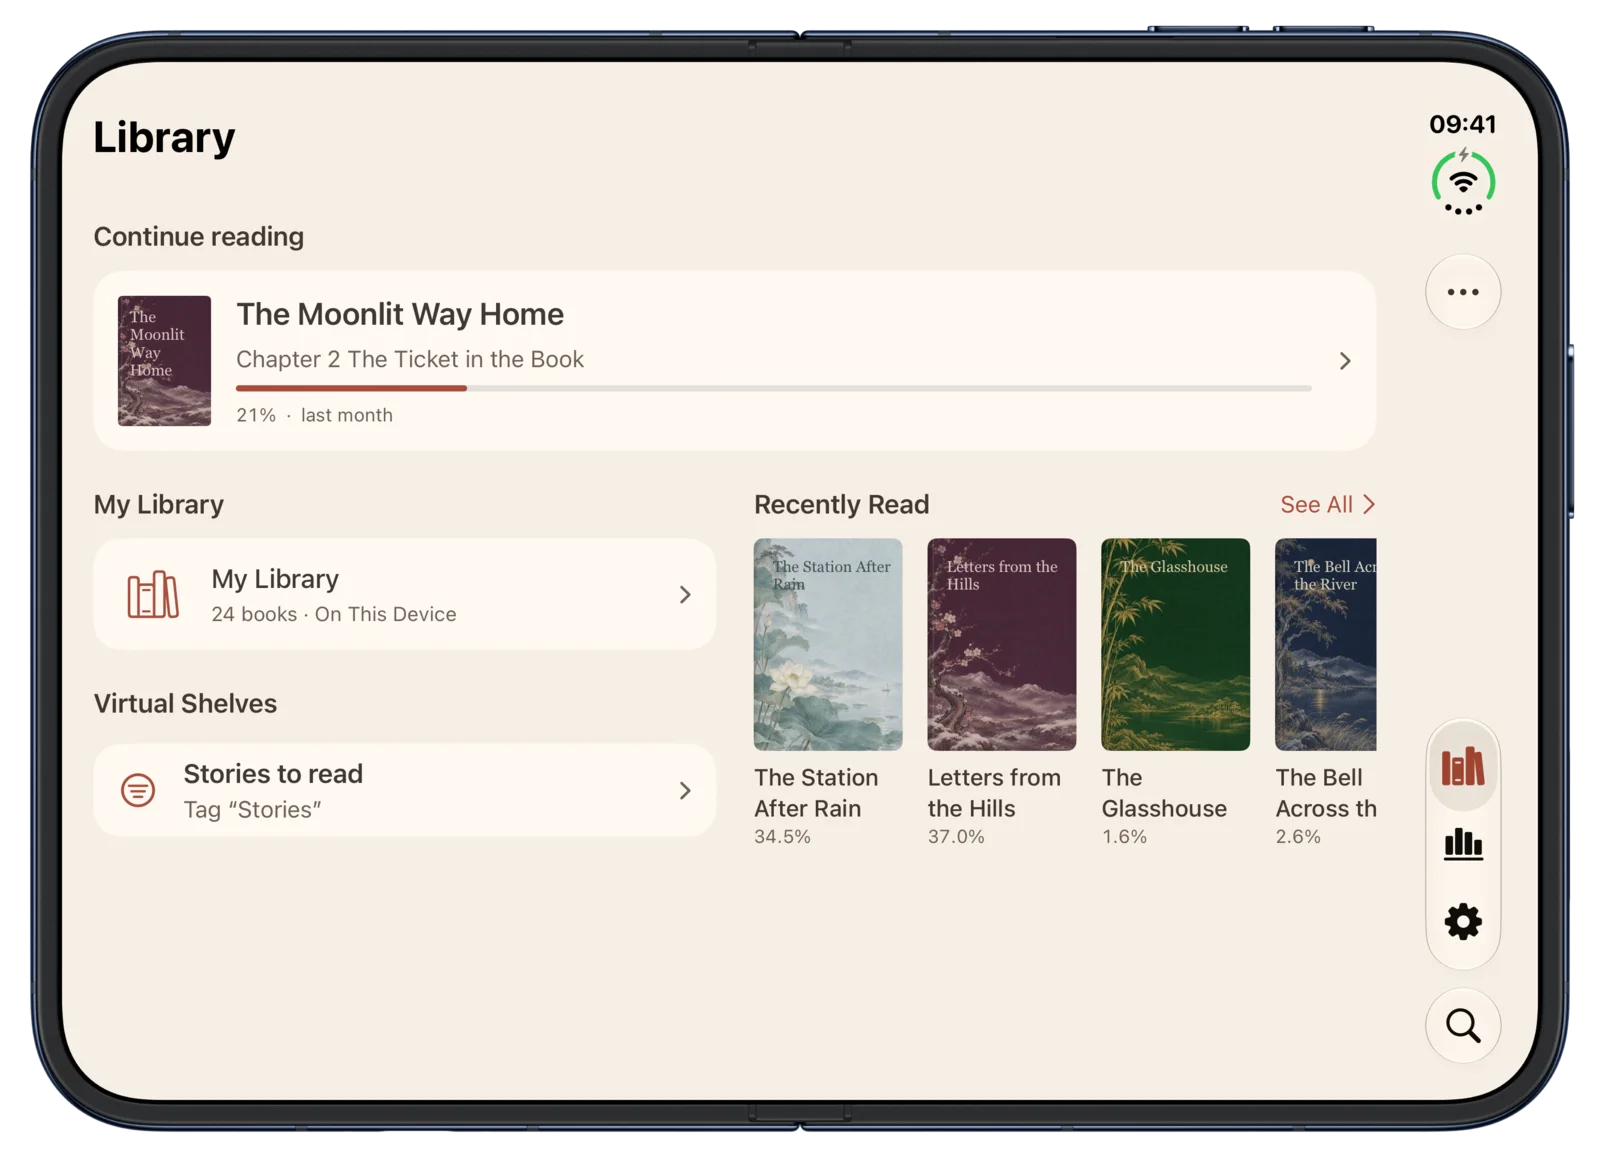 Library
09:41
Continue reading
The
Moonlit
Way
Home
The Moonlit Way Home
Chapter 2 The Ticket in the Book
21% · last month
My Library
My Library
24 books · On This Device
Virtual Shelves
Stories to read
Tag “Stories”
Recently Read
See All
The Station After
Rain
Letters from the
Hills
The Glasshouse
The Bell Acr
the River
The Station
After Rain
34.5%
Letters from
the Hills
37.0%
The
Glasshouse
1.6%
The Bell
Across th
2.6%